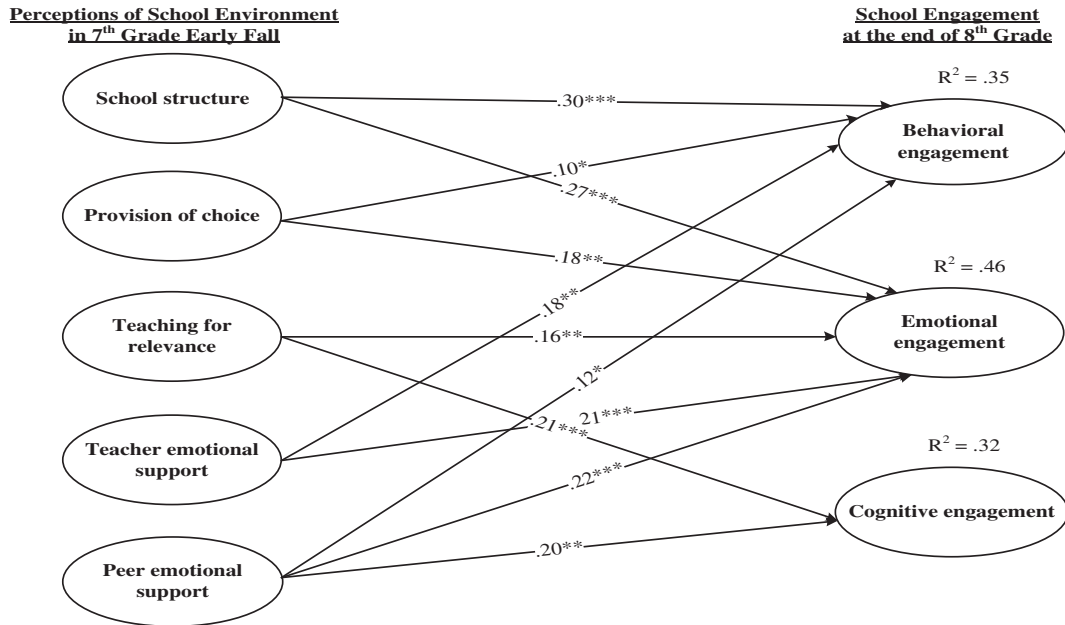 Perceptions of School Environment
in 7th Grade Early Fall
School Engagement
at the end of 8th Grade
R² = .35
School structure
.30***
Behavioral
engagement
.10*
.27***
Provision of choice
.18**
R² = .46
.18**
Teaching for
relevance
.16**
Emotional
engagement
.12*
.21***
21***
Teacher emotional
support
R² = .32
.22***
Cognitive engagement
.20**
Peer emotional
support